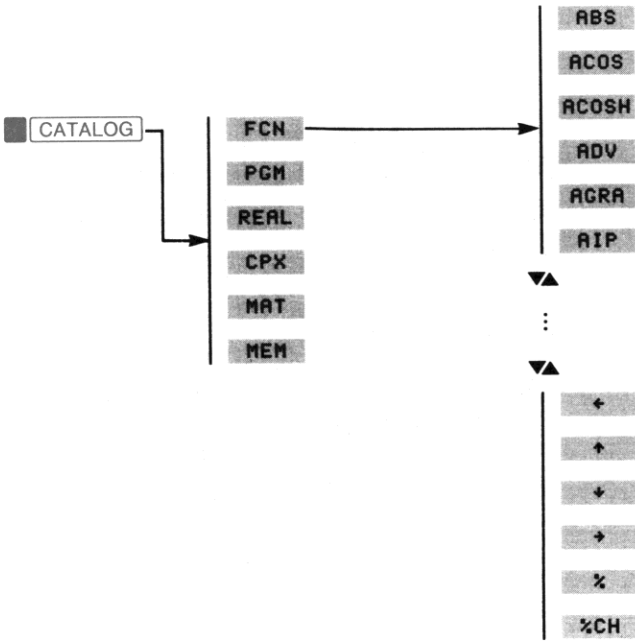 CATALOG
FCN
PGM
REAL
CPX
MAT
MEM
ABS
ACOS
ACOSH
ADV
AGRA
AIP
▼▲
⋮
▼▲
←
↑
↓
→
%
%CH